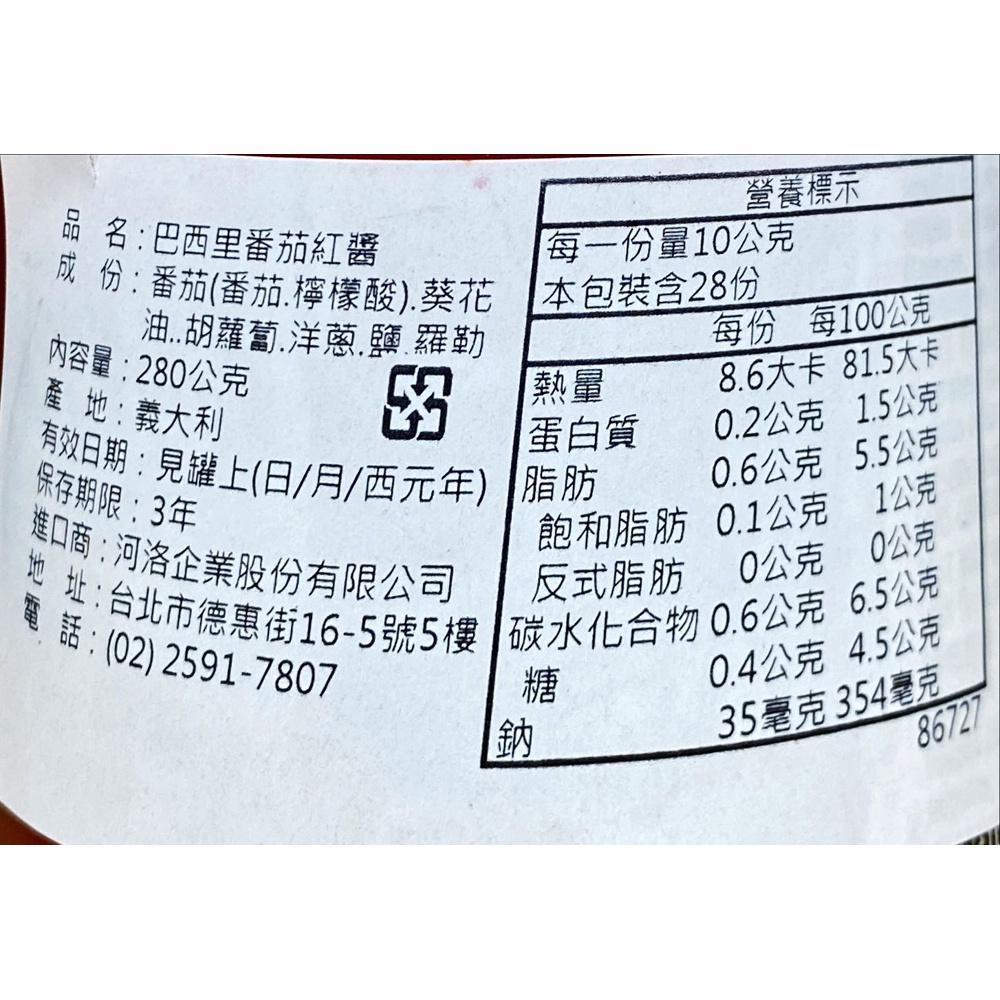 品 名：巴西里番茄紅醬
成 份：番茄(番茄.檸檬酸).葵花
油..胡蘿蔔.洋蔥.鹽.羅勒
內容量：280公克
產 地：義大利
有效日期：見罐上(日/月/西元年)
保存期限：3年
進口商：河洛企業股份有限公司
地 址：台北市德惠街16-5號5樓
電 話：(02) 2591-7807
營養標示
每一份量10公克
本包裝含28份
每份 每100公克
熱量 8.6大卡 81.5大卡
蛋白質 0.2公克 1.5公克
脂肪 0.6公克 5.5公克
飽和脂肪 0.1公克 1公克
反式脂肪 0公克 0公克
碳水化合物 0.6公克 6.5公克
糖 0.4公克 4.5公克
鈉 35毫克 354毫克
86727